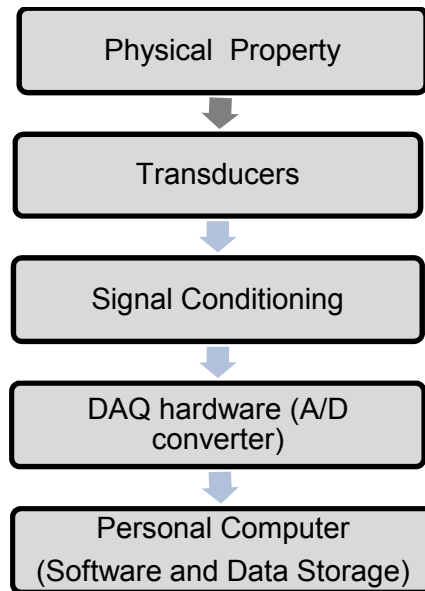 Physical Property
Transducers
Signal Conditioning
DAQ hardware (A/D
converter)
Personal Computer
(Software and Data Storage)